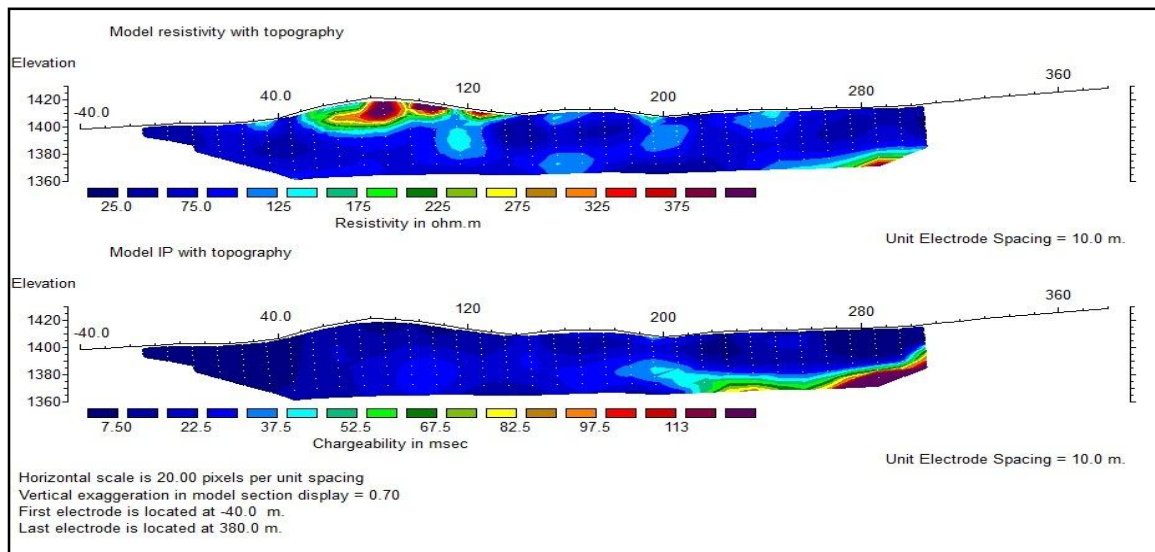 Model resistivity with topography
Elevation
360
120
40.0
280
200
-40.0
1420
1400
1380
1360
25.0 75.0 125 175 225 275 325 375
Resistivity in ohm.m
Unit Electrode Spacing = 10.0 m.
Model IP with topography
Elevation
360
120
40.0
280
200
-40.0
1420
1400
1380
1360
7.50 22.5 37.5 52.5 67.5 82.5 97.5 113
Chargeability in msec
Unit Electrode Spacing = 10.0 m.
Horizontal scale is 20.00 pixels per unit spacing
Vertical exaggeration in model section display = 0.70
First electrode is located at -40.0 m.
Last electrode is located at 380.0 m.